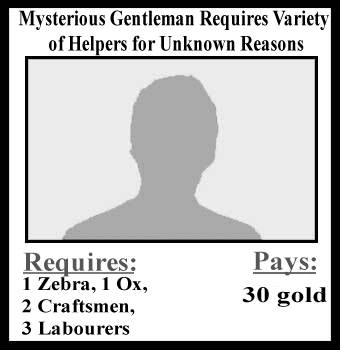 Mysterious Gentleman Requires Variety
of Helpers for Unknown Reasons
Requires:
1 Zebra, 1 Ox,
2 Craftsmen,
3 Labourers
Pays:
30 gold